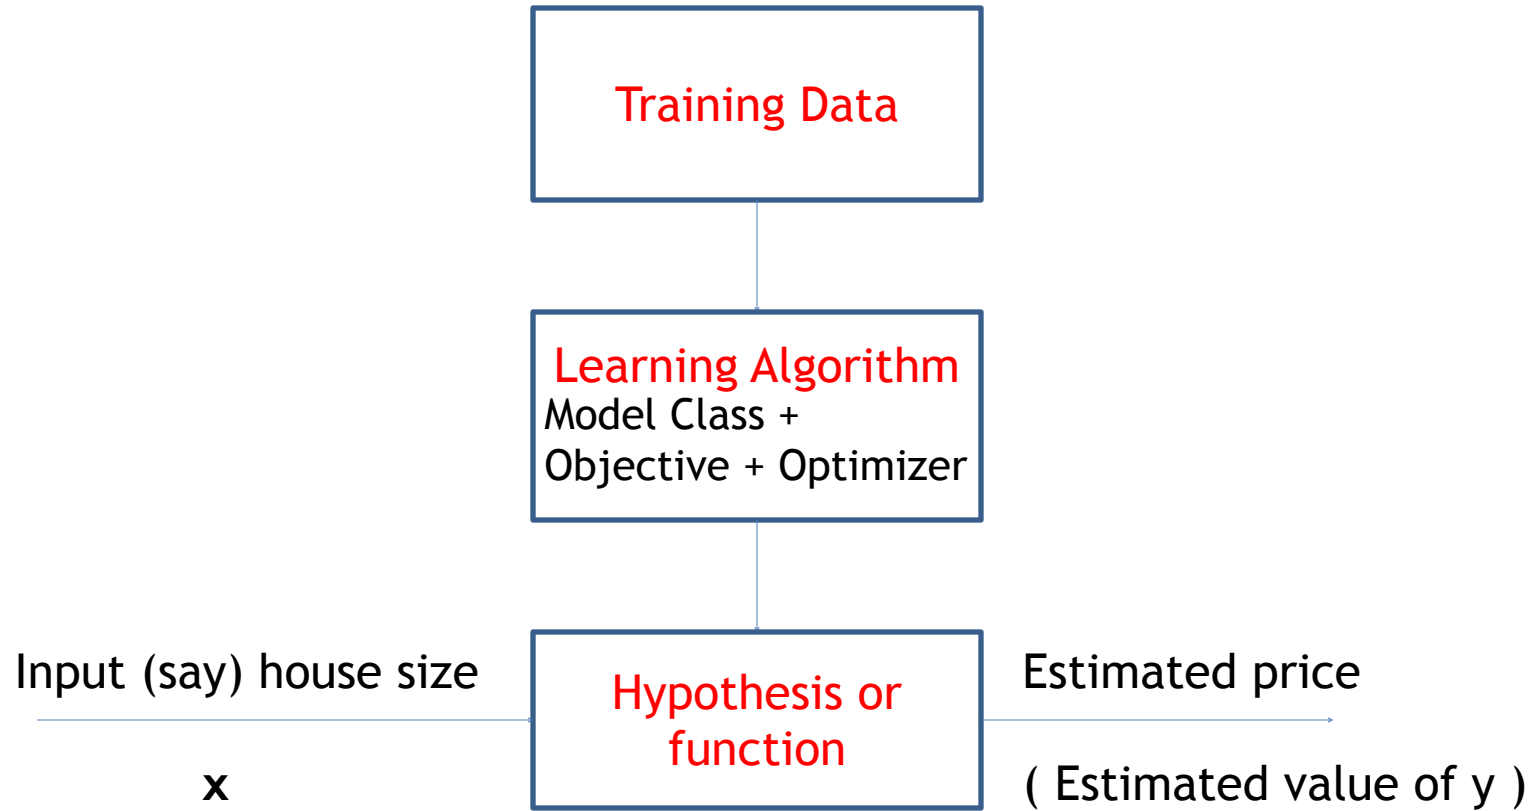 Training Data
Learning Algorithm
Model Class +
Objective + Optimizer
Input (say) house size
x
Hypothesis or
function
Estimated price
( Estimated value of y )